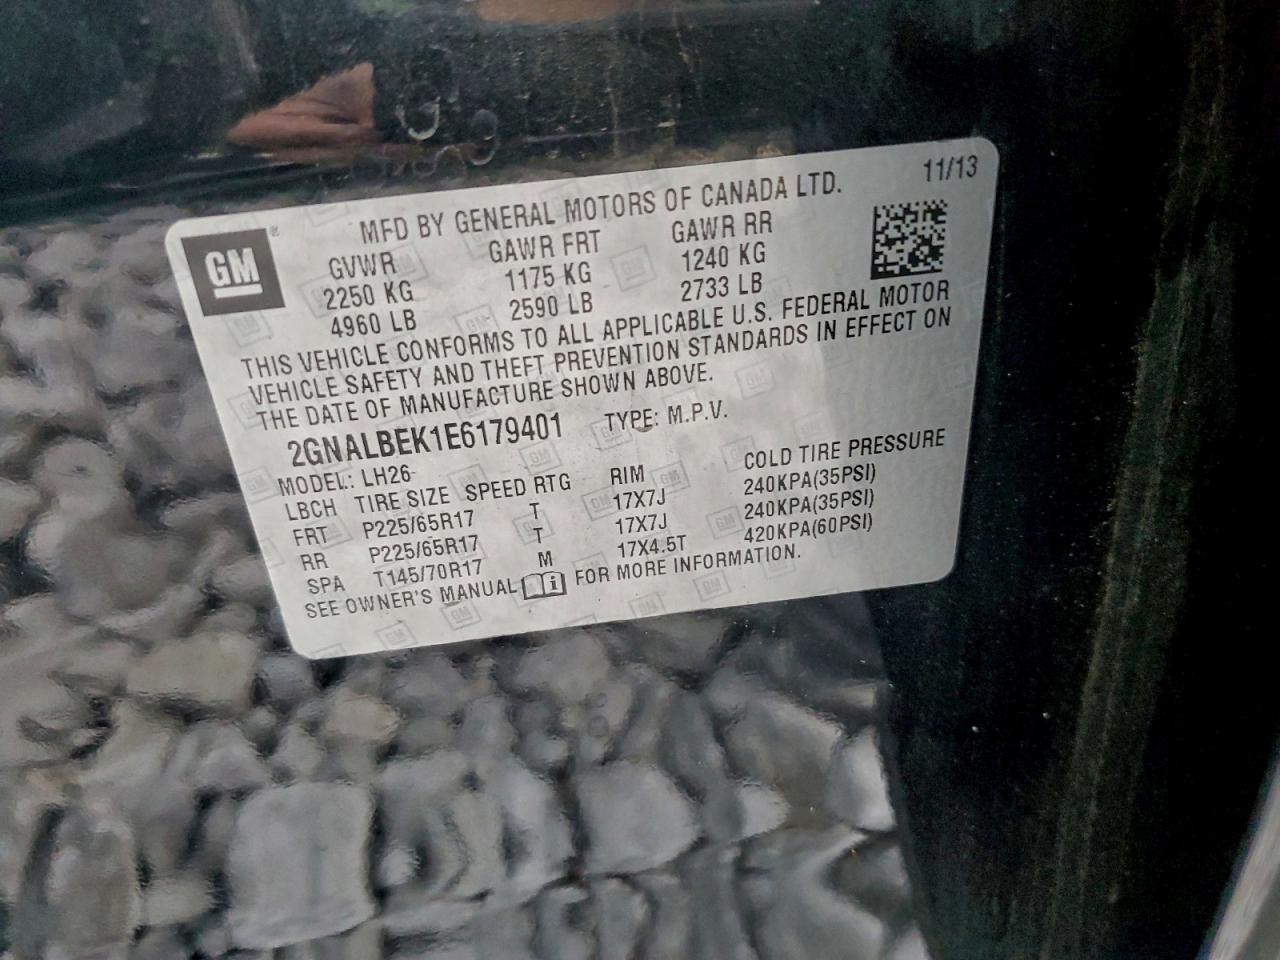 11/13
MFD BY GENERAL MOTORS OF CANADA LTD.
GM ®
GVWR GAWR FRT GAWR RR
2250 KG 1175 KG 1240 KG
4960 LB 2590 LB 2733 LB
THIS VEHICLE CONFORMS TO ALL APPLICABLE U.S. FEDERAL MOTOR
VEHICLE SAFETY AND THEFT PREVENTION STANDARDS IN EFFECT ON
THE DATE OF MANUFACTURE SHOWN ABOVE.
2GNALBEK1E6179401 TYPE: M.P.V.
MODEL: LH26
LBCH TIRE SIZE SPEED RTG RIM COLD TIRE PRESSURE
FRT P225/65R17 T 17X7J 240KPA(35PSI)
RR P225/65R17 T 17X7J 240KPA(35PSI)
SPA T145/70R17 M 17X4.5T 420KPA(60PSI)
SEE OWNER'S MANUAL i FOR MORE INFORMATION.